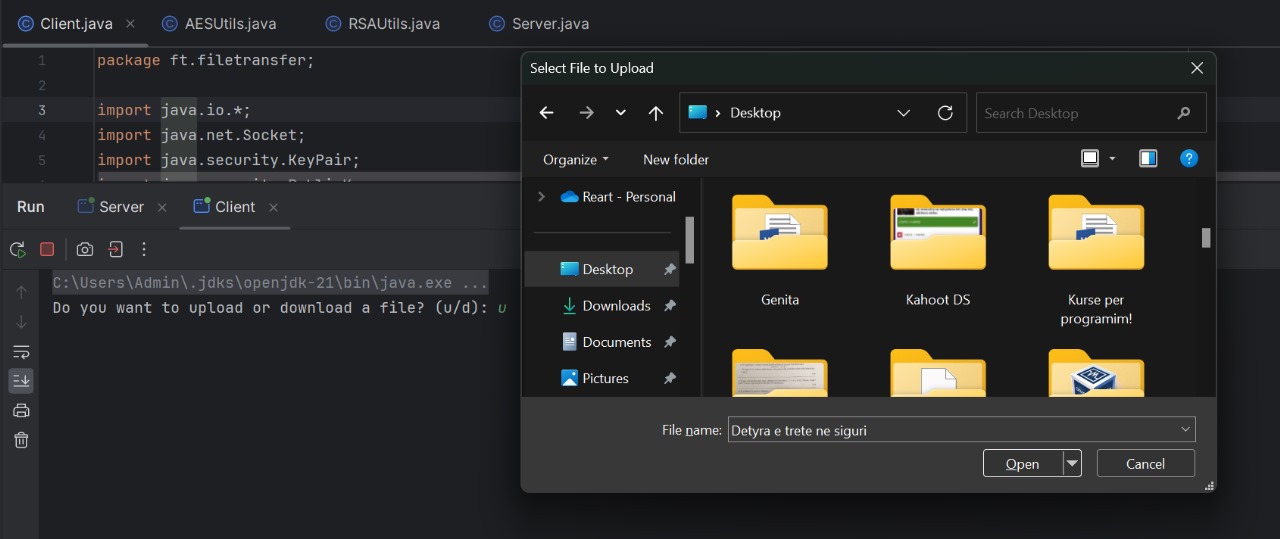 Client.java
AESUtils.java
RSAUtils.java
Server.java
1 package ft.filetransfer;
2
3 import java.io.*;
4 import java.net.Socket;
5 import java.security.KeyPair;
Run
Server
Client
C:\Users\Admin\.jdks\openjdk-21\bin\java.exe ...
Do you want to upload or download a file? (u/d): u
Select File to Upload
Desktop
Search Desktop
Organize
New folder
Reart - Personal
Desktop
Downloads
Documents
Pictures
Genita
Kahoot DS
Kurse per
programim!
File name: Detyra e trete ne siguri
Open
Cancel